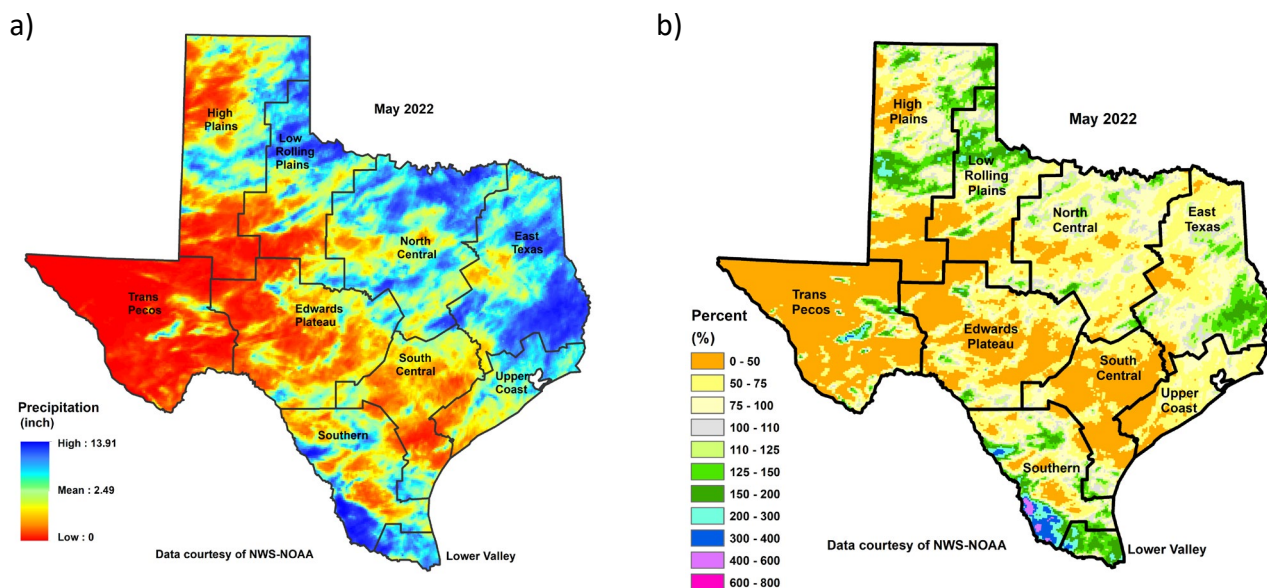 a)
May 2022
High
Plains
Low
Rolling
Plains
North
Central
East
Texas
Trans
Pecos
Edwards
Plateau
South
Central
Upper
Coast
Southern
Lower Valley
Precipitation
(inch)
High : 13.91
Mean : 2.49
Low : 0
Data courtesy of NWS-NOAA
b)
May 2022
High
Plains
Low
Rolling
Plains
North
Central
East
Texas
Trans
Pecos
Edwards
Plateau
South
Central
Upper
Coast
Southern
Lower Valley
Percent
(%)
0 - 50
50 - 75
75 - 100
100 - 110
110 - 125
125 - 150
150 - 200
200 - 300
300 - 400
400 - 600
600 - 800
Data courtesy of NWS-NOAA